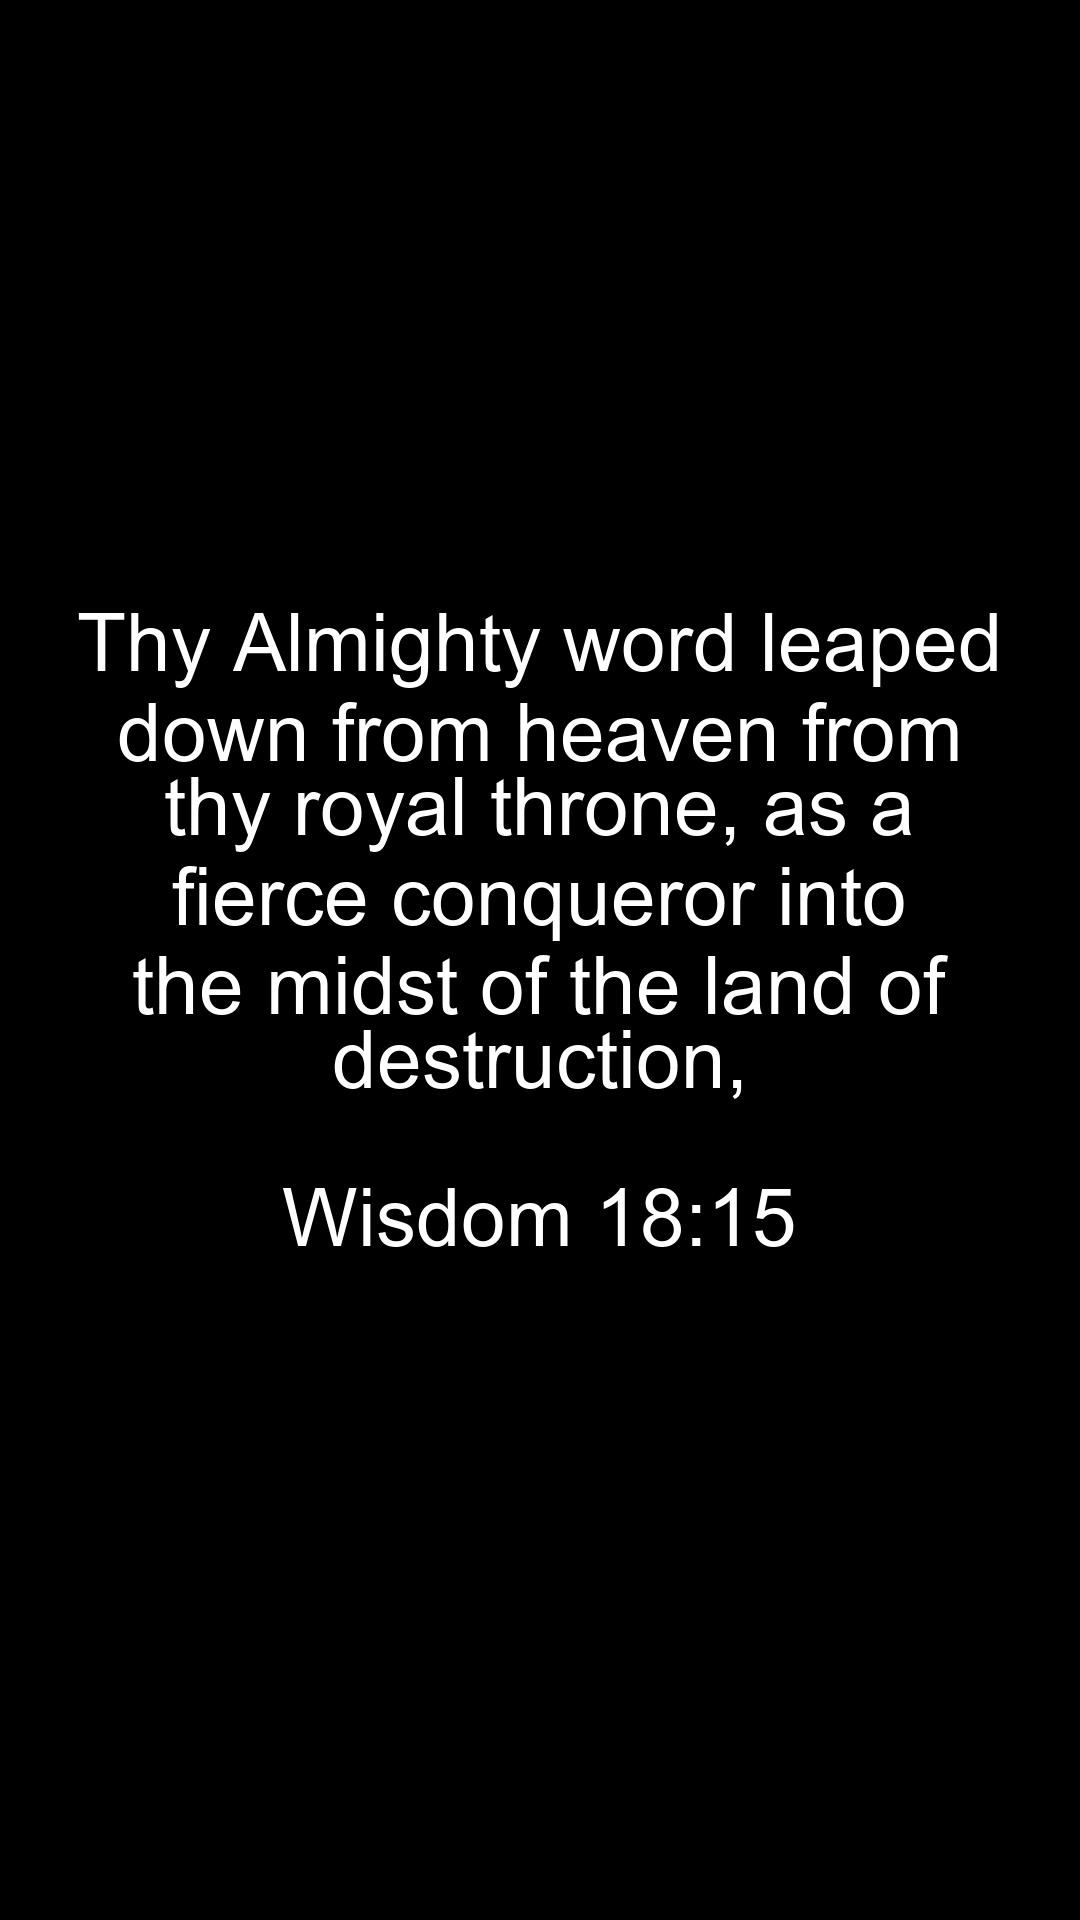 Thy Almighty word leaped
down from heaven from
thy royal throne, as a
fierce conqueror into
the midst of the land of
destruction,
Wisdom 18:15